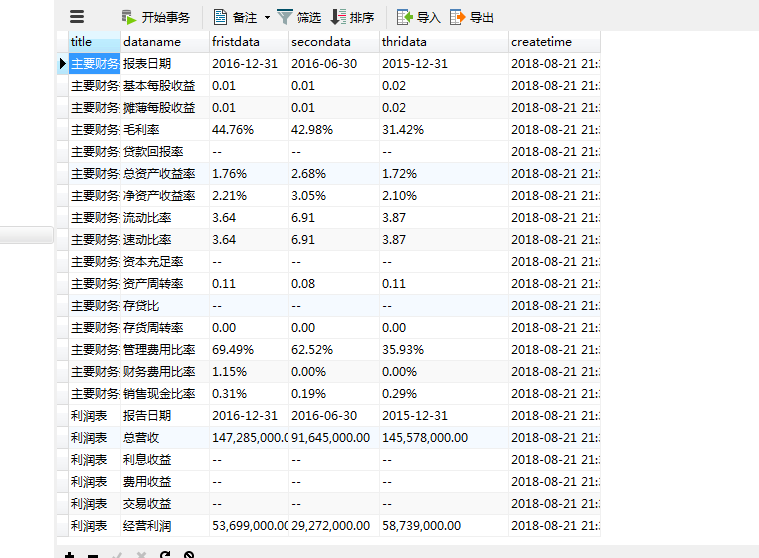 开始事务 备注 筛选 排序 导入 导出
title dataname fristdata secondata thridata createtime
主要财务 报表日期 2016-12-31 2016-06-30 2015-12-31 2018-08-21 21:
主要财务 基本每股收益 0.01 0.01 0.02 2018-08-21 21:
主要财务 摊薄每股收益 0.01 0.01 0.02 2018-08-21 21:
主要财务 毛利率 44.76% 42.98% 31.42% 2018-08-21 21:
主要财务 贷款回报率 -- -- -- 2018-08-21 21:
主要财务 总资产收益率 1.76% 2.68% 1.72% 2018-08-21 21:
主要财务 净资产收益率 2.21% 3.05% 2.10% 2018-08-21 21:
主要财务 流动比率 3.64 6.91 3.87 2018-08-21 21:
主要财务 速动比率 3.64 6.91 3.87 2018-08-21 21:
主要财务 资本充足率 -- -- -- 2018-08-21 21:
主要财务 资产周转率 0.11 0.08 0.11 2018-08-21 21:
主要财务 存贷比 -- -- -- 2018-08-21 21:
主要财务 存货周转率 0.00 0.00 0.00 2018-08-21 21:
主要财务 管理费用比率 69.49% 62.52% 35.93% 2018-08-21 21:
主要财务 财务费用比率 1.15% 0.00% 0.00% 2018-08-21 21:
主要财务 销售现金比率 0.31% 0.19% 0.29% 2018-08-21 21:
利润表 报告日期 2016-12-31 2016-06-30 2015-12-31 2018-08-21 21:
利润表 总营收 147,285,000.0 91,645,000.00 145,578,000.00 2018-08-21 21:
利润表 利息收益 -- -- -- 2018-08-21 21:
利润表 费用收益 -- -- -- 2018-08-21 21:
利润表 交易收益 -- -- -- 2018-08-21 21:
利润表 经营利润 53,699,000.00 29,272,000.00 58,739,000.00 2018-08-21 21: